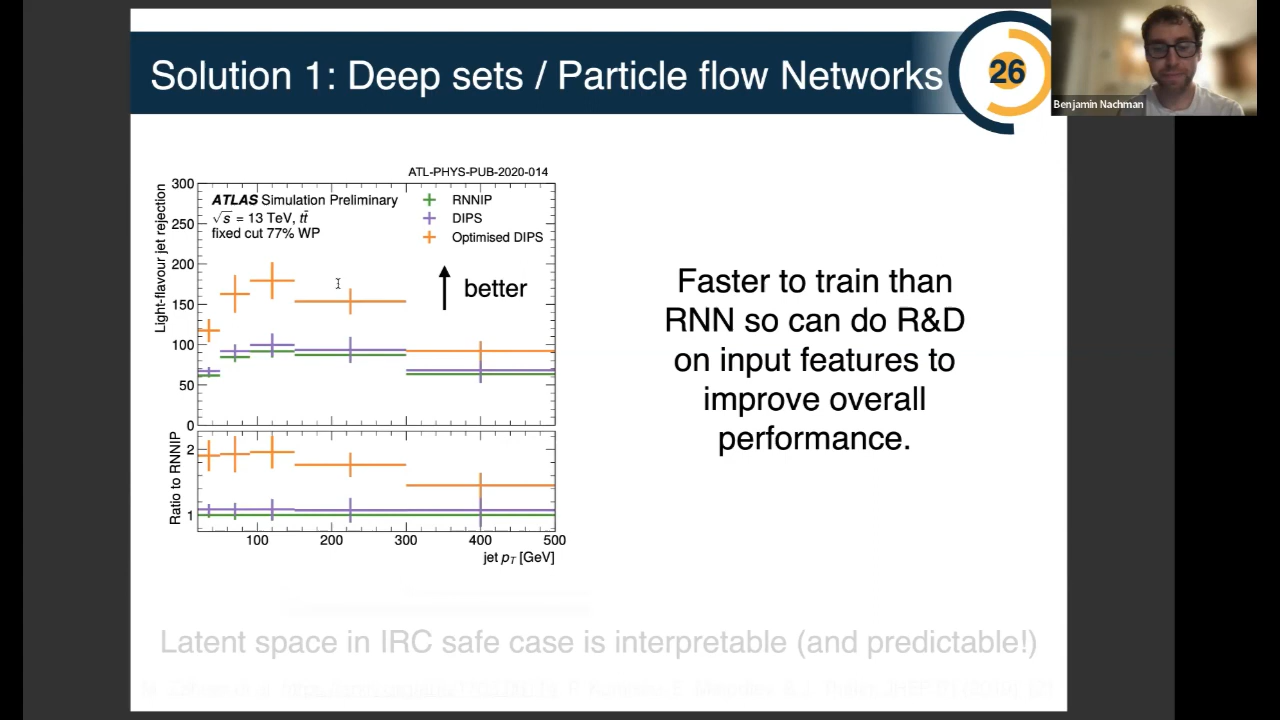 Solution 1: Deep sets / Particle flow Networks
26
Benjamin Nachman
ATL-PHYS-PUB-2020-014
300
250
200
150
100
50
0
Light-flavour jet rejection
ATLAS Simulation Preliminary
√s = 13 TeV, tt̄
fixed cut 77% WP
RNNIP
DIPS
Optimised DIPS
better
2
1
Ratio to RNNIP
100 200 300 400 500
jet pT [GeV]
Faster to train than
RNN so can do R&D
on input features to
improve overall
performance.
Latent space in IRC safe case is interpretable (and predictable!)